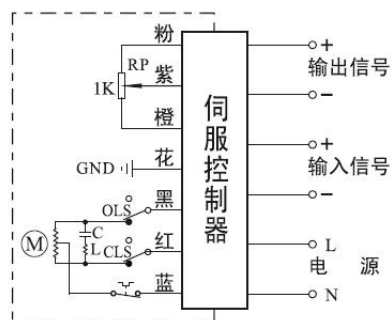 粉
RP
紫
1K
橙
GND
花
OLS
黑
C
L
CLS
红
M
蓝
伺服控制器
+
输出信号
−
+
输入信号
−
L
电 源
N